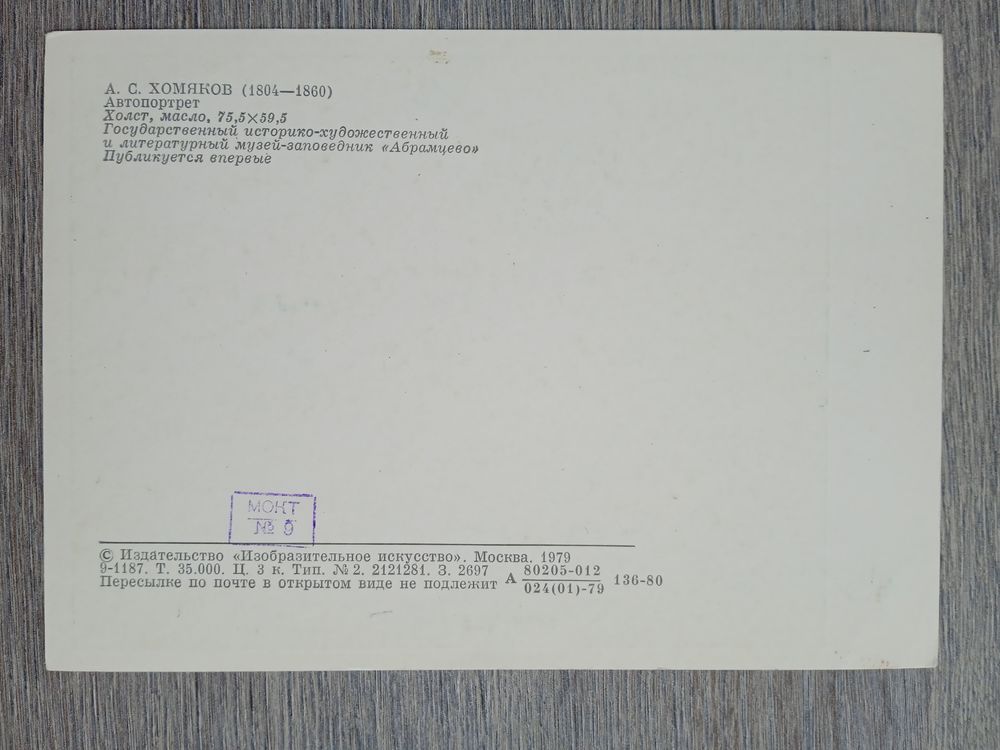 А. С. ХОМЯКОВ (1804—1860)
Автопортрет
Холст, масло, 75,5×59,5
Государственный историко-художественный
и литературный музей-заповедник «Абрамцево»
Публикуется впервые
МОКТ
№ 9
© Издательство «Изобразительное искусство». Москва. 1979
9-1187. Т. 35.000. Ц. 3 к. Тип. № 2. 2121281. З. 2697
Пересылке по почте в открытом виде не подлежит А 80205-012
024(01)-79 136-80